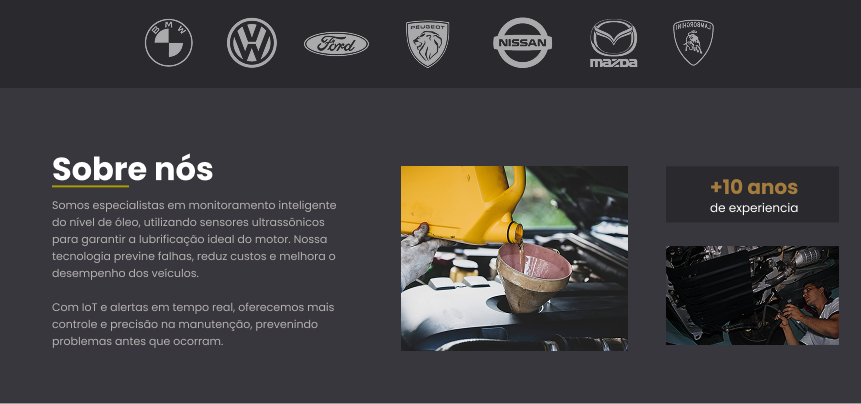 BMW
Ford
PEUGEOT
NISSAN
mazda
LAMBORGHINI
Sobre nós
Somos especialistas em monitoramento inteligente
do nível de óleo, utilizando sensores ultrassônicos
para garantir a lubrificação ideal do motor. Nossa
tecnologia previne falhas, reduz custos e melhora o
desempenho dos veículos.
Com IoT e alertas em tempo real, oferecemos mais
controle e precisão na manutenção, prevenindo
problemas antes que ocorram.
+10 anos
de experiencia